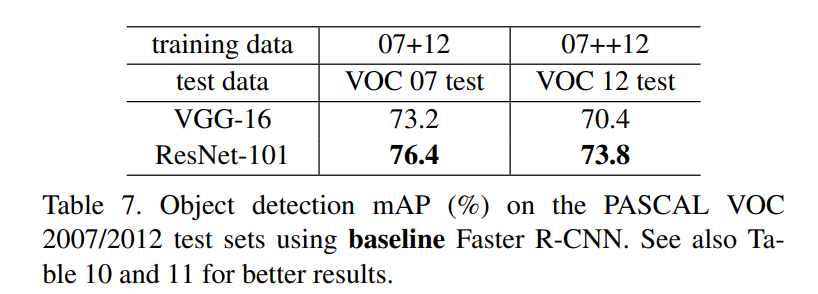 training data 07+12 07++12
test data VOC 07 test VOC 12 test
VGG-16 73.2 70.4
ResNet-101 76.4 73.8
Table 7. Object detection mAP (%) on the PASCAL VOC
2007/2012 test sets using baseline Faster R-CNN. See also Ta-
ble 10 and 11 for better results.